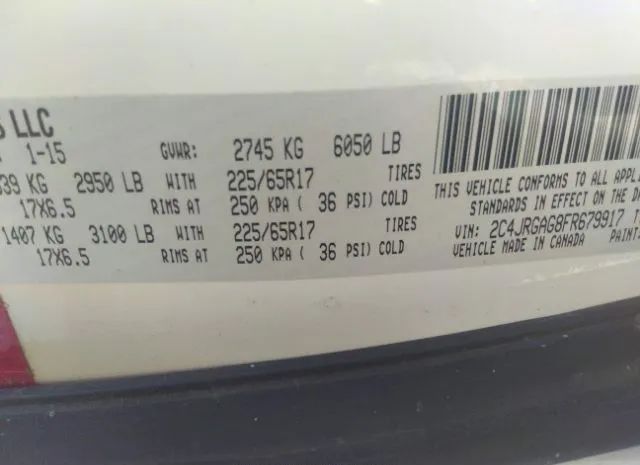 S LLC
1-15 GVWR: 2745 KG 6050 LB
339 KG 2950 LB WITH 225/65R17 TIRES
17X6.5 RIMS AT 250 KPA ( 36 PSI) COLD
1407 KG 3100 LB WITH 225/65R17 TIRES
17X6.5 RIMS AT 250 KPA ( 36 PSI) COLD
THIS VEHICLE CONFORMS TO ALL APPLI
STANDARDS IN EFFECT ON THE DA
VIN: 2C4JRGAG8FR679917
VEHICLE MADE IN CANADA PAINT: